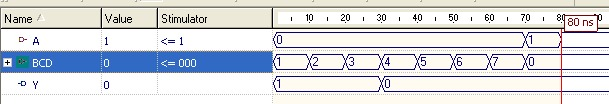 Name Value Stimulator 10 20 30 40 50 60 70 80
80 ns
A 1 <= 1 0 1
BCD 0 <= 000 1 2 3 4 5 6 7 0
Y 0 1 0